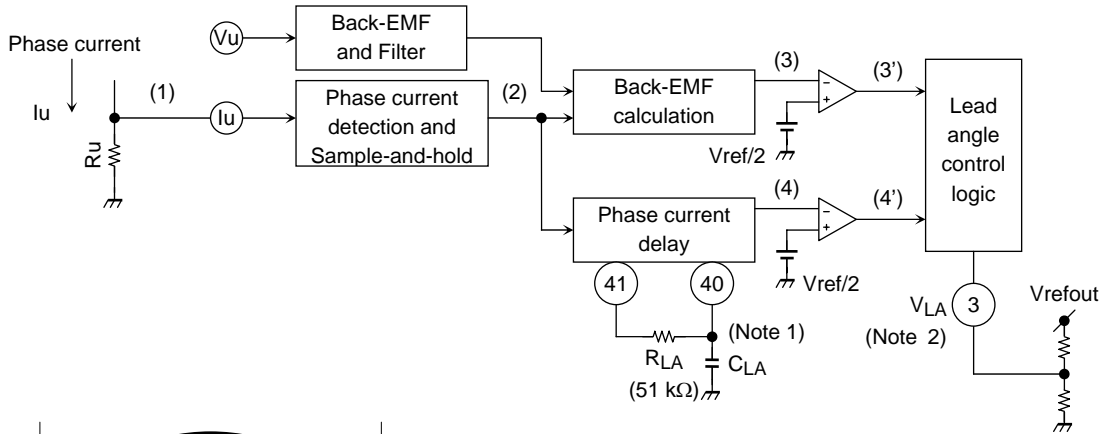 Phase current
Iu
(1)
Ru
Vu
Iu
Back-EMF
and Filter
Phase current
detection and
Sample-and-hold
(2)
Back-EMF
calculation
(3)
−
+
Vref/2
(3')
Phase current
delay
(4)
−
+
Vref/2
(4')
Lead
angle
control
logic
41
40
(Note 1)
RLA
(51 kΩ)
CLA
VLA
(Note 2)
3
Vrefout